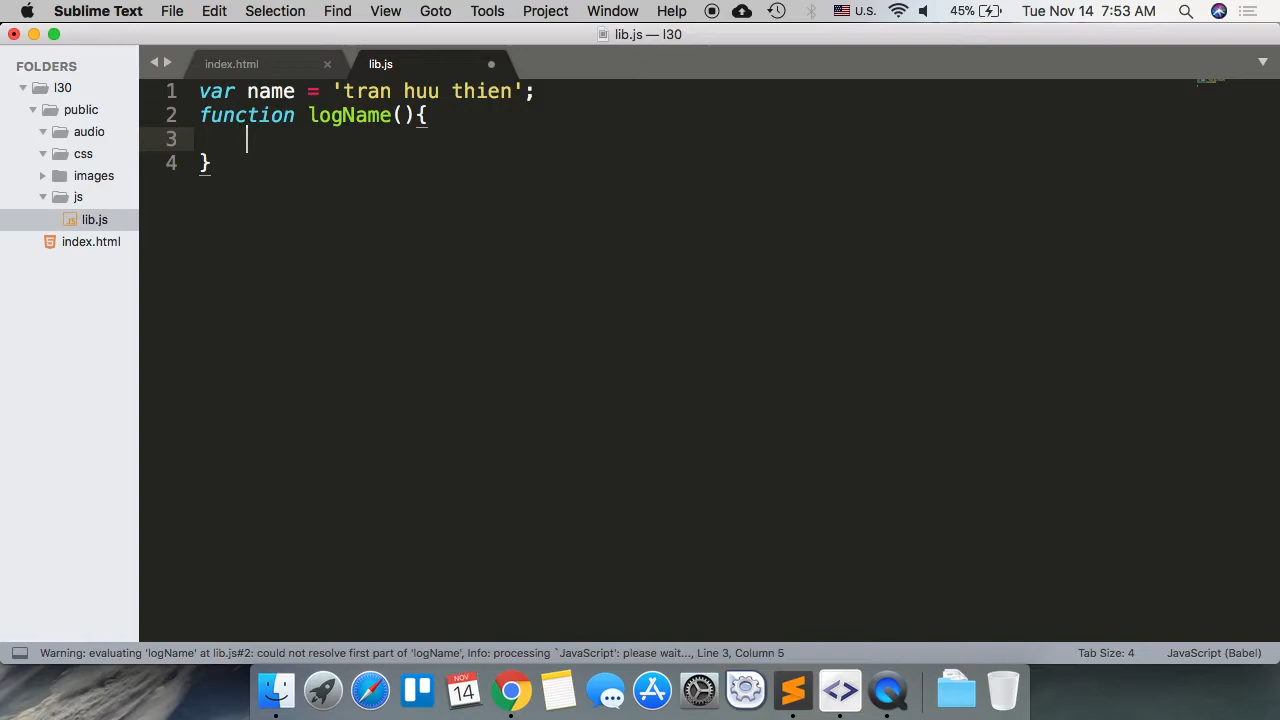 Sublime Text File Edit Selection Find View Goto Tools Project Window Help U.S. 45% Tue Nov 14 7:53 AM
lib.js — l30
FOLDERS
l30
public
audio
css
images
js
lib.js
index.html
index.html × lib.js
1 var name = 'tran huu thien';
2 function logName(){
3
4 }
Warning: evaluating 'logName' at lib.js#2: could not resolve first part of 'logName', Info: processing `JavaScript': please wait..., Line 3, Column 5 Tab Size: 4 JavaScript (Babel)
NOV
14